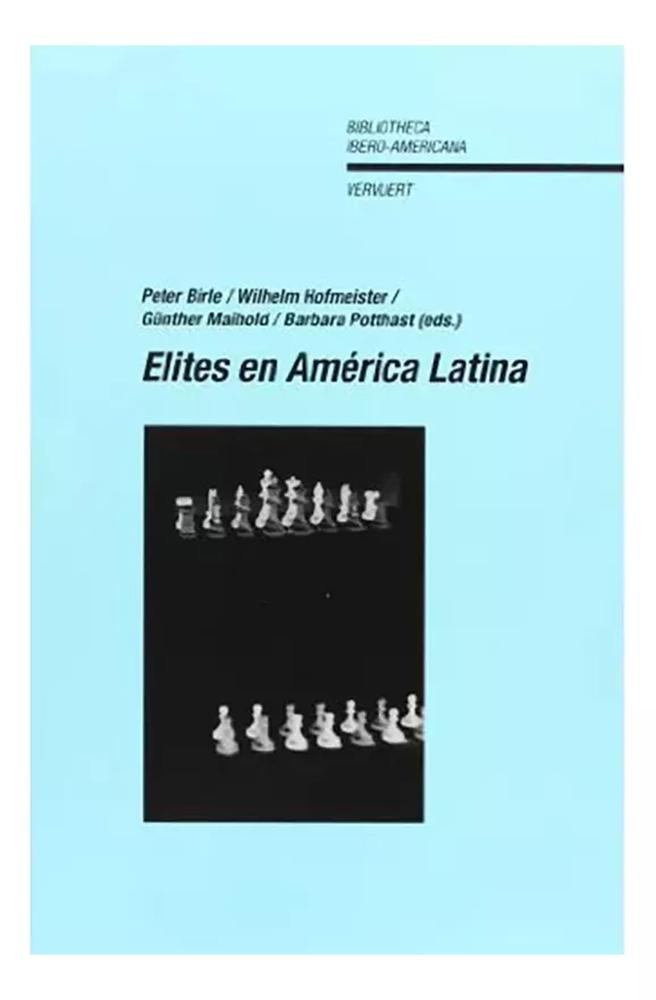 BIBLIOTHECA
IBERO-AMERICANA
VERVUERT
Peter Birle / Wilhelm Hofmeister /
Günther Maihold / Barbara Potthast (eds.)
Elites en América Latina